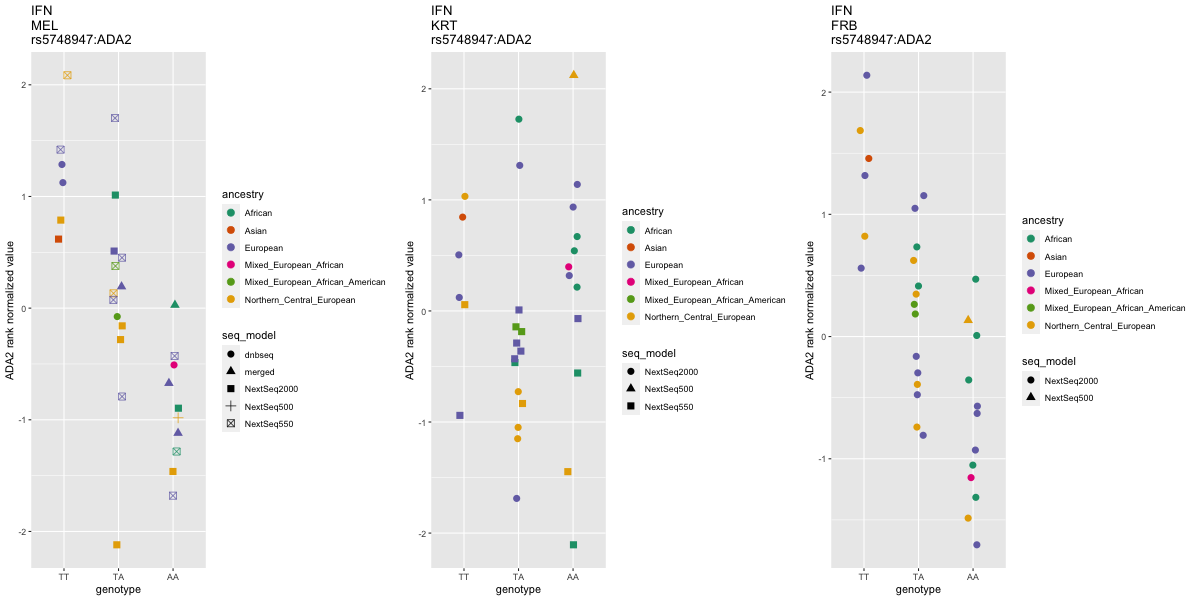 IFN
MEL
rs5748947:ADA2
ADA2 rank normalized value
2
1
0
-1
-2
TT
TA
AA
genotype
ancestry
African
Asian
European
Mixed_European_African
Mixed_European_African_American
Northern_Central_European
seq_model
dnbseq
merged
NextSeq2000
NextSeq500
NextSeq550
IFN
KRT
rs5748947:ADA2
ADA2 rank normalized value
2
1
0
-1
-2
TT
TA
AA
genotype
ancestry
African
Asian
European
Mixed_European_African
Mixed_European_African_American
Northern_Central_European
seq_model
NextSeq2000
NextSeq500
NextSeq550
IFN
FRB
rs5748947:ADA2
ADA2 rank normalized value
2
1
0
-1
TT
TA
AA
genotype
ancestry
African
Asian
European
Mixed_European_African
Mixed_European_African_American
Northern_Central_European
seq_model
NextSeq2000
NextSeq500